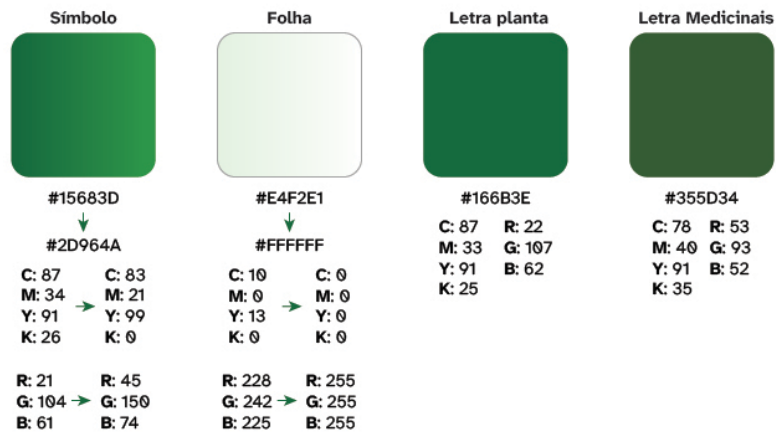 Símbolo
#15683D
#2D964A
C: 87 C: 83
M: 34 M: 21
Y: 91 Y: 99
K: 26 K: 0
R: 21 R: 45
G: 104 G: 150
B: 61 B: 74
Folha
#E4F2E1
#FFFFFF
C: 10 C: 0
M: 0 M: 0
Y: 13 Y: 0
K: 0 K: 0
R: 228 R: 255
G: 242 G: 255
B: 225 B: 255
Letra planta
#166B3E
C: 87 R: 22
M: 33 G: 107
Y: 91 B: 62
K: 25
Letra Medicinais
#355D34
C: 78 R: 53
M: 40 G: 93
Y: 91 B: 52
K: 35